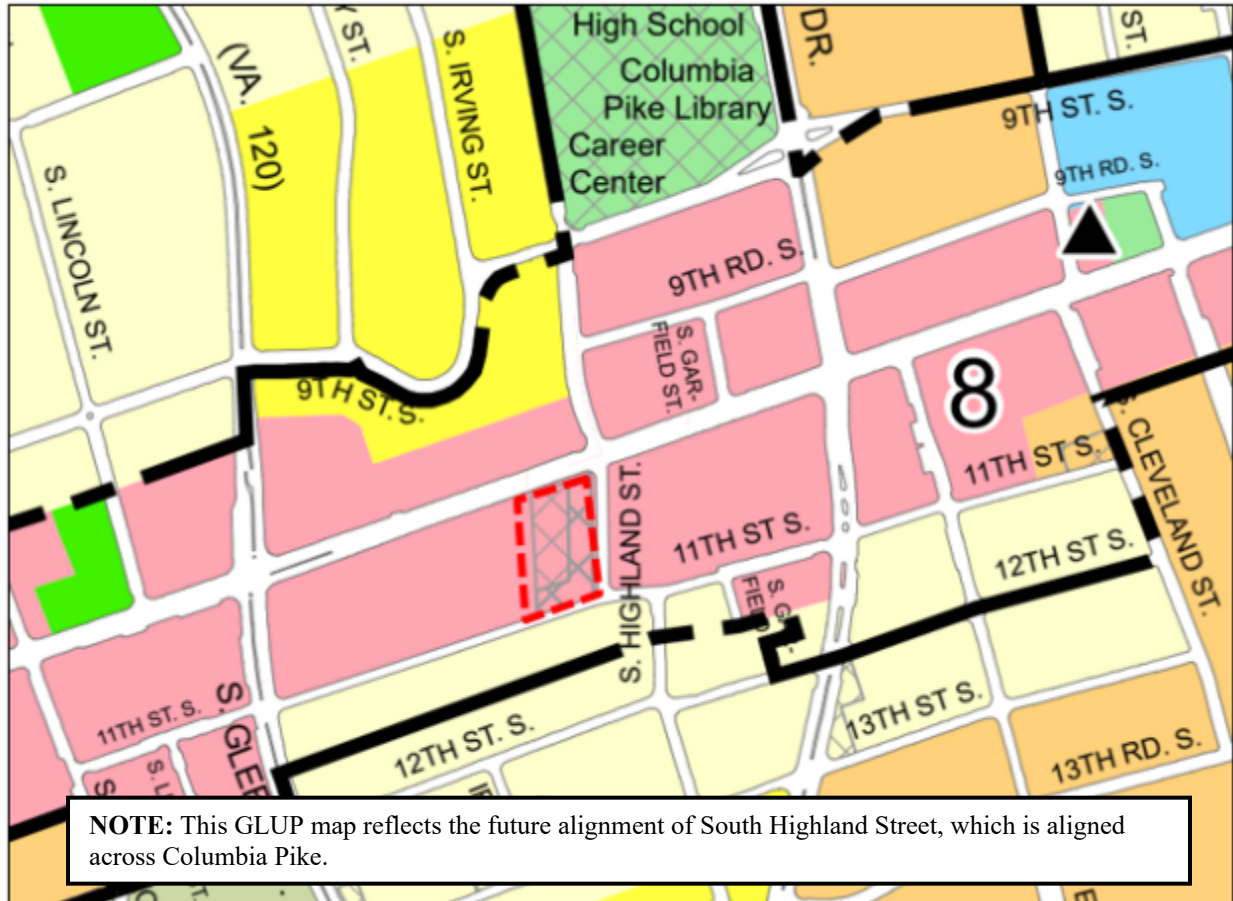 High School
Columbia
Pike Library
Career
Center
DR.
ST.
Y ST.
(VA.
120)
S. IRVING ST.
S. LINCOLN ST.
9TH ST. S.
9TH RD. S.
9TH RD. S.
S. GAR-
FIELD ST.
9TH ST. S.
8
11TH ST S.
S. CLEVELAND ST.
S. HIGHLAND ST.
11TH ST S.
12TH ST S.
11TH ST. S.
S. GLE
12TH ST. S.
13TH ST S.
13TH RD. S.
NOTE: This GLUP map reflects the future alignment of South Highland Street, which is aligned
across Columbia Pike.